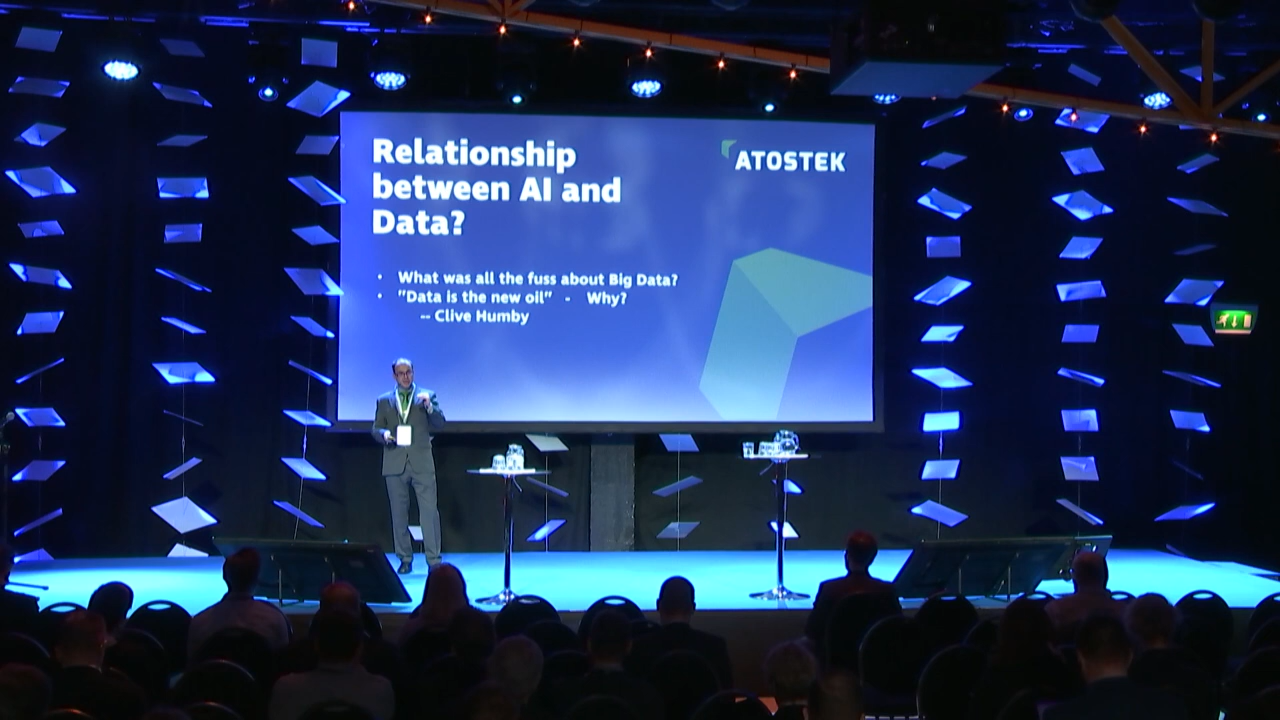 Relationship
between AI and
Data?
ATOSTEK
• What was all the fuss about Big Data?
• "Data is the new oil" - Why?
-- Clive Humby